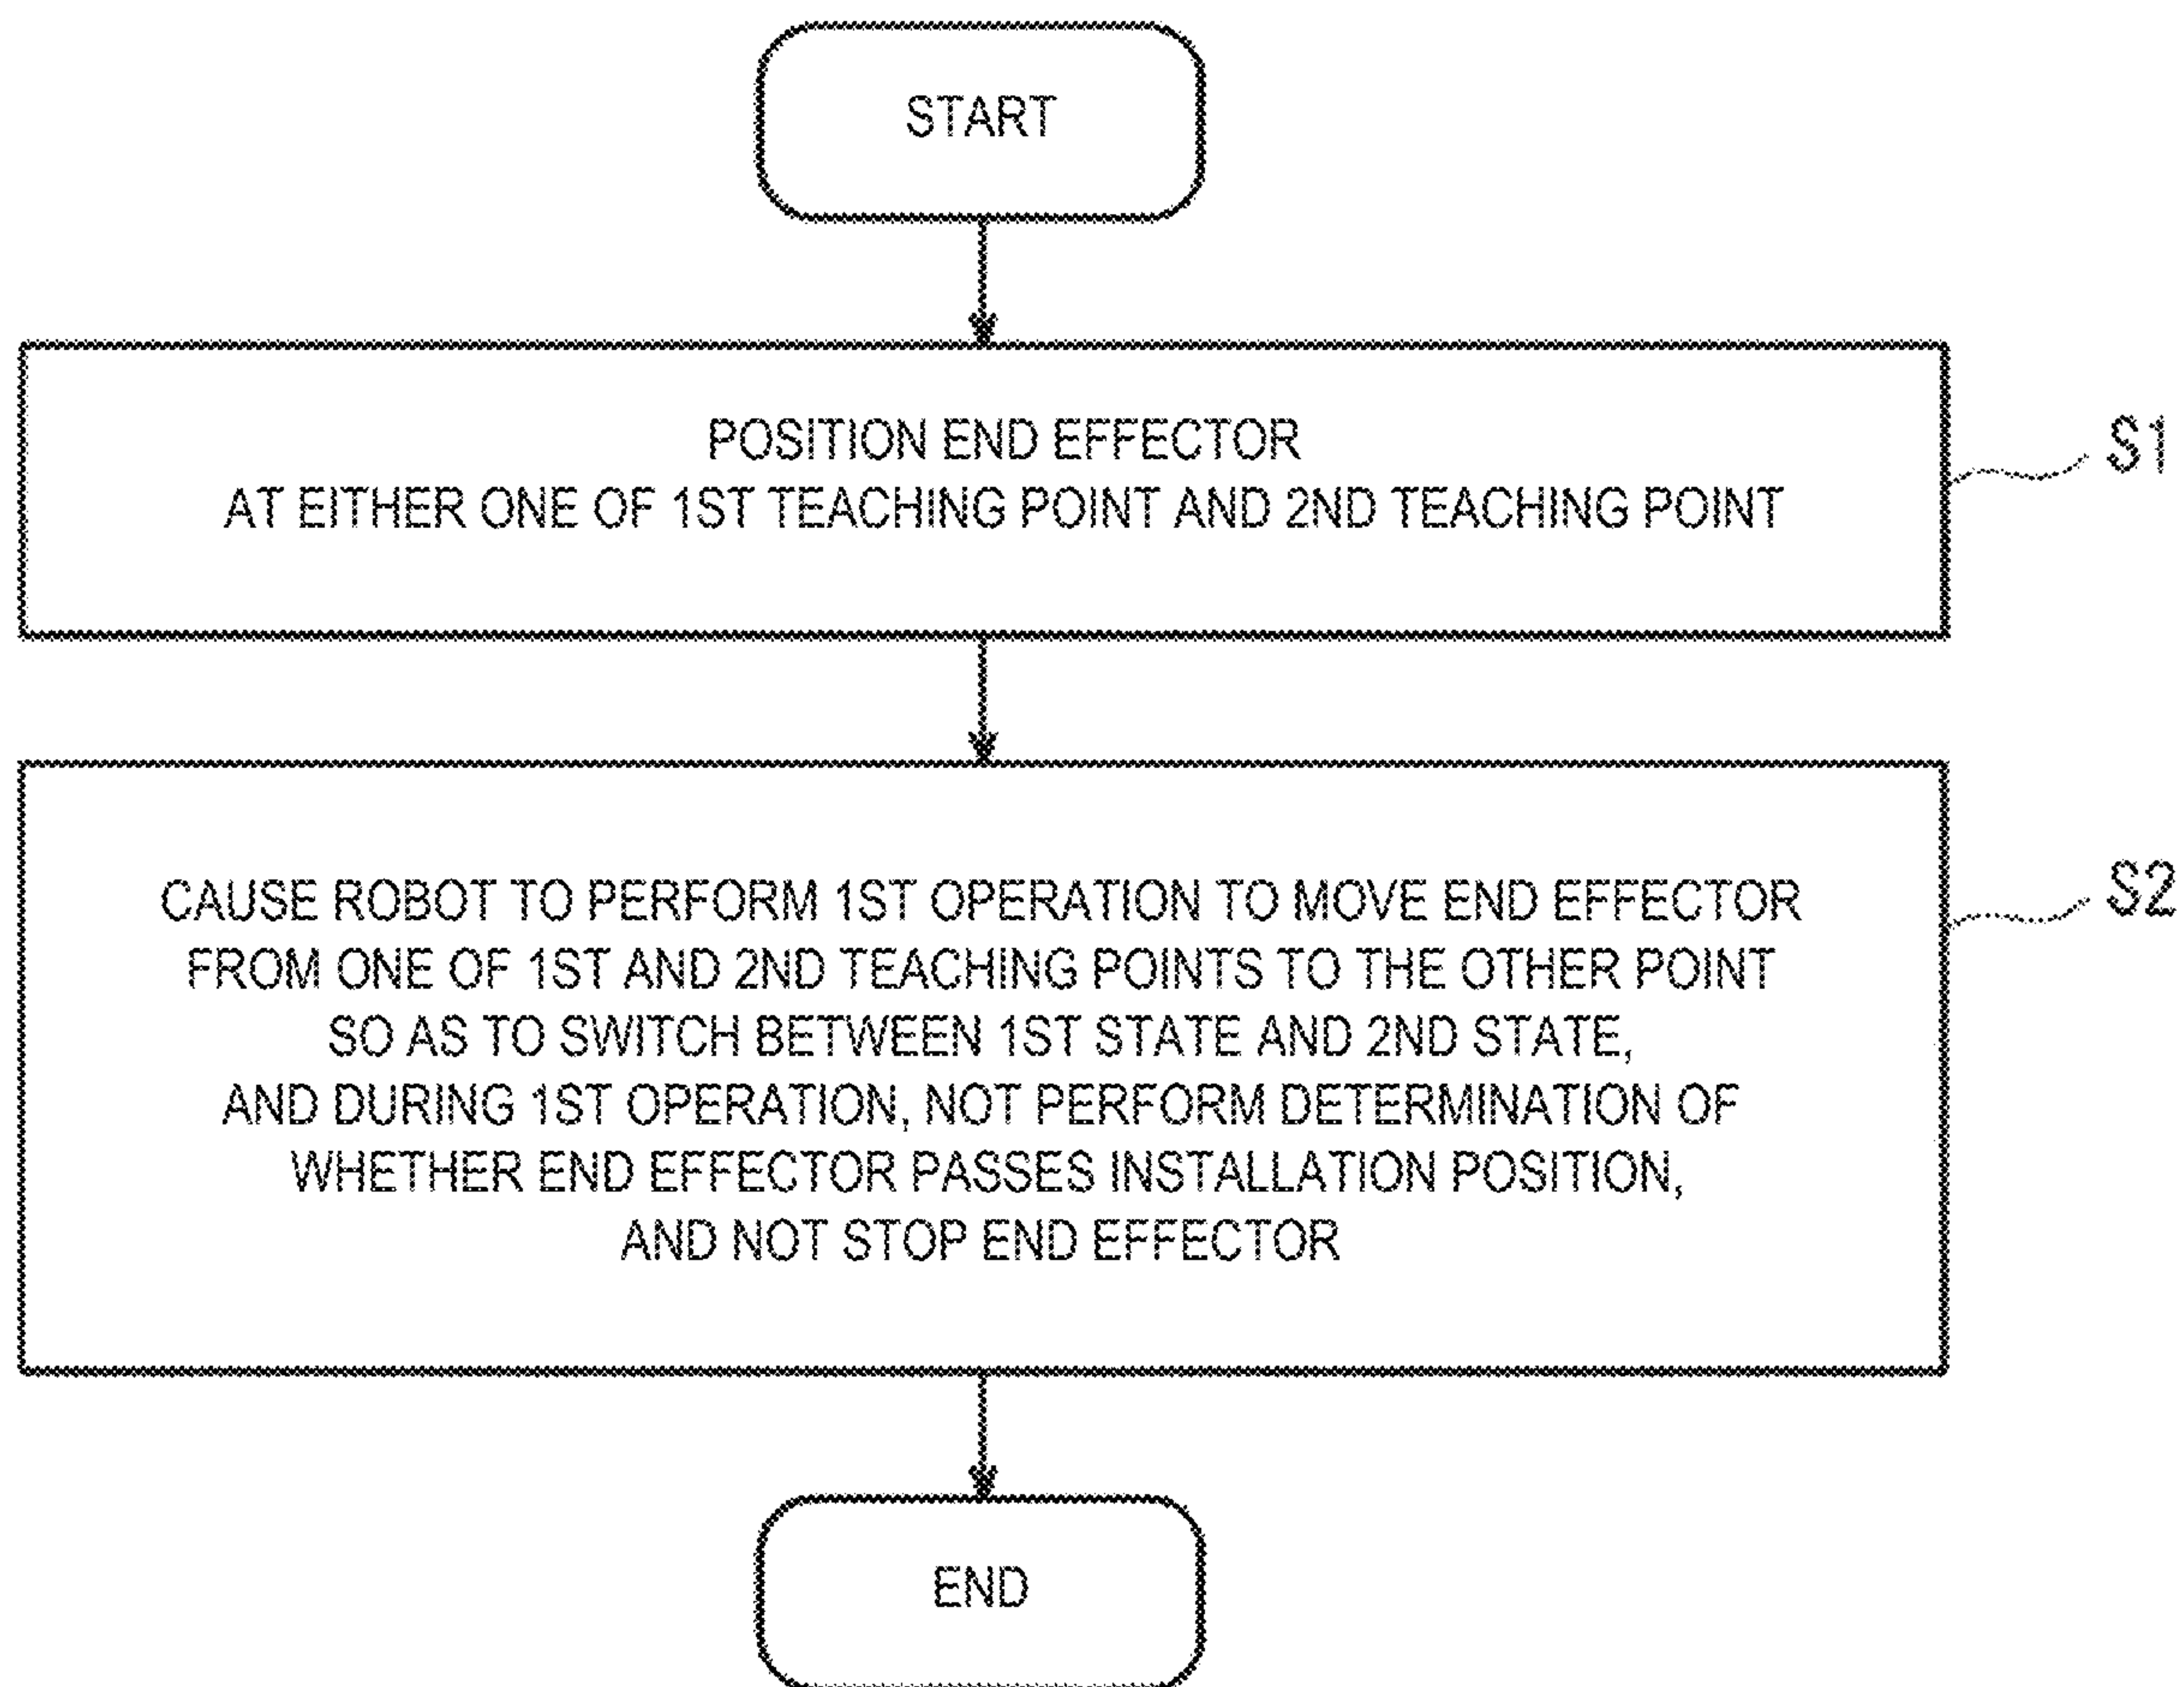 START
POSITION END EFFECTOR
AT EITHER ONE OF 1ST TEACHING POINT AND 2ND TEACHING POINT
S1
CAUSE ROBOT TO PERFORM 1ST OPERATION TO MOVE END EFFECTOR
FROM ONE OF 1ST AND 2ND TEACHING POINTS TO THE OTHER POINT
SO AS TO SWITCH BETWEEN 1ST STATE AND 2ND STATE,
AND DURING 1ST OPERATION, NOT PERFORM DETERMINATION OF
WHETHER END EFFECTOR PASSES INSTALLATION POSITION,
AND NOT STOP END EFFECTOR
S2
END